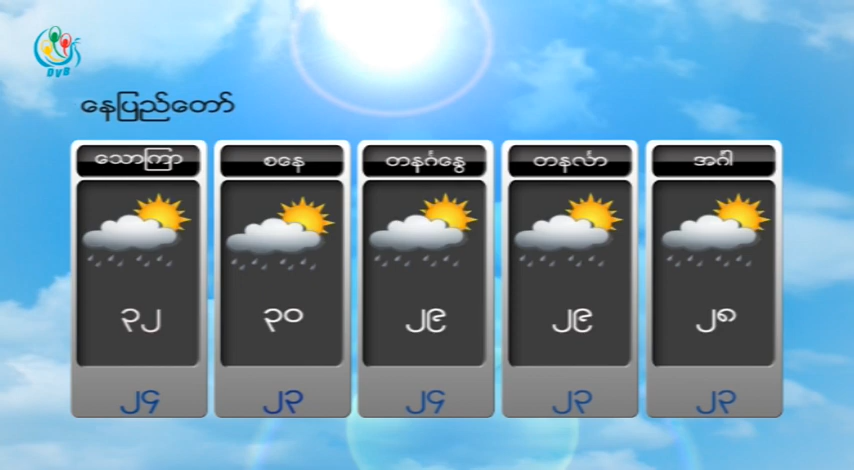 DVB
နေပြည်တော်
သောကြာ စနေ တနင်္ဂနွေ တနင်္လာ အင်္ဂါ
၃၂ ၃၀ ၂၉ ၂၉ ၂၈
၂၄ ၂၃ ၂၄ ၂၃ ၂၃